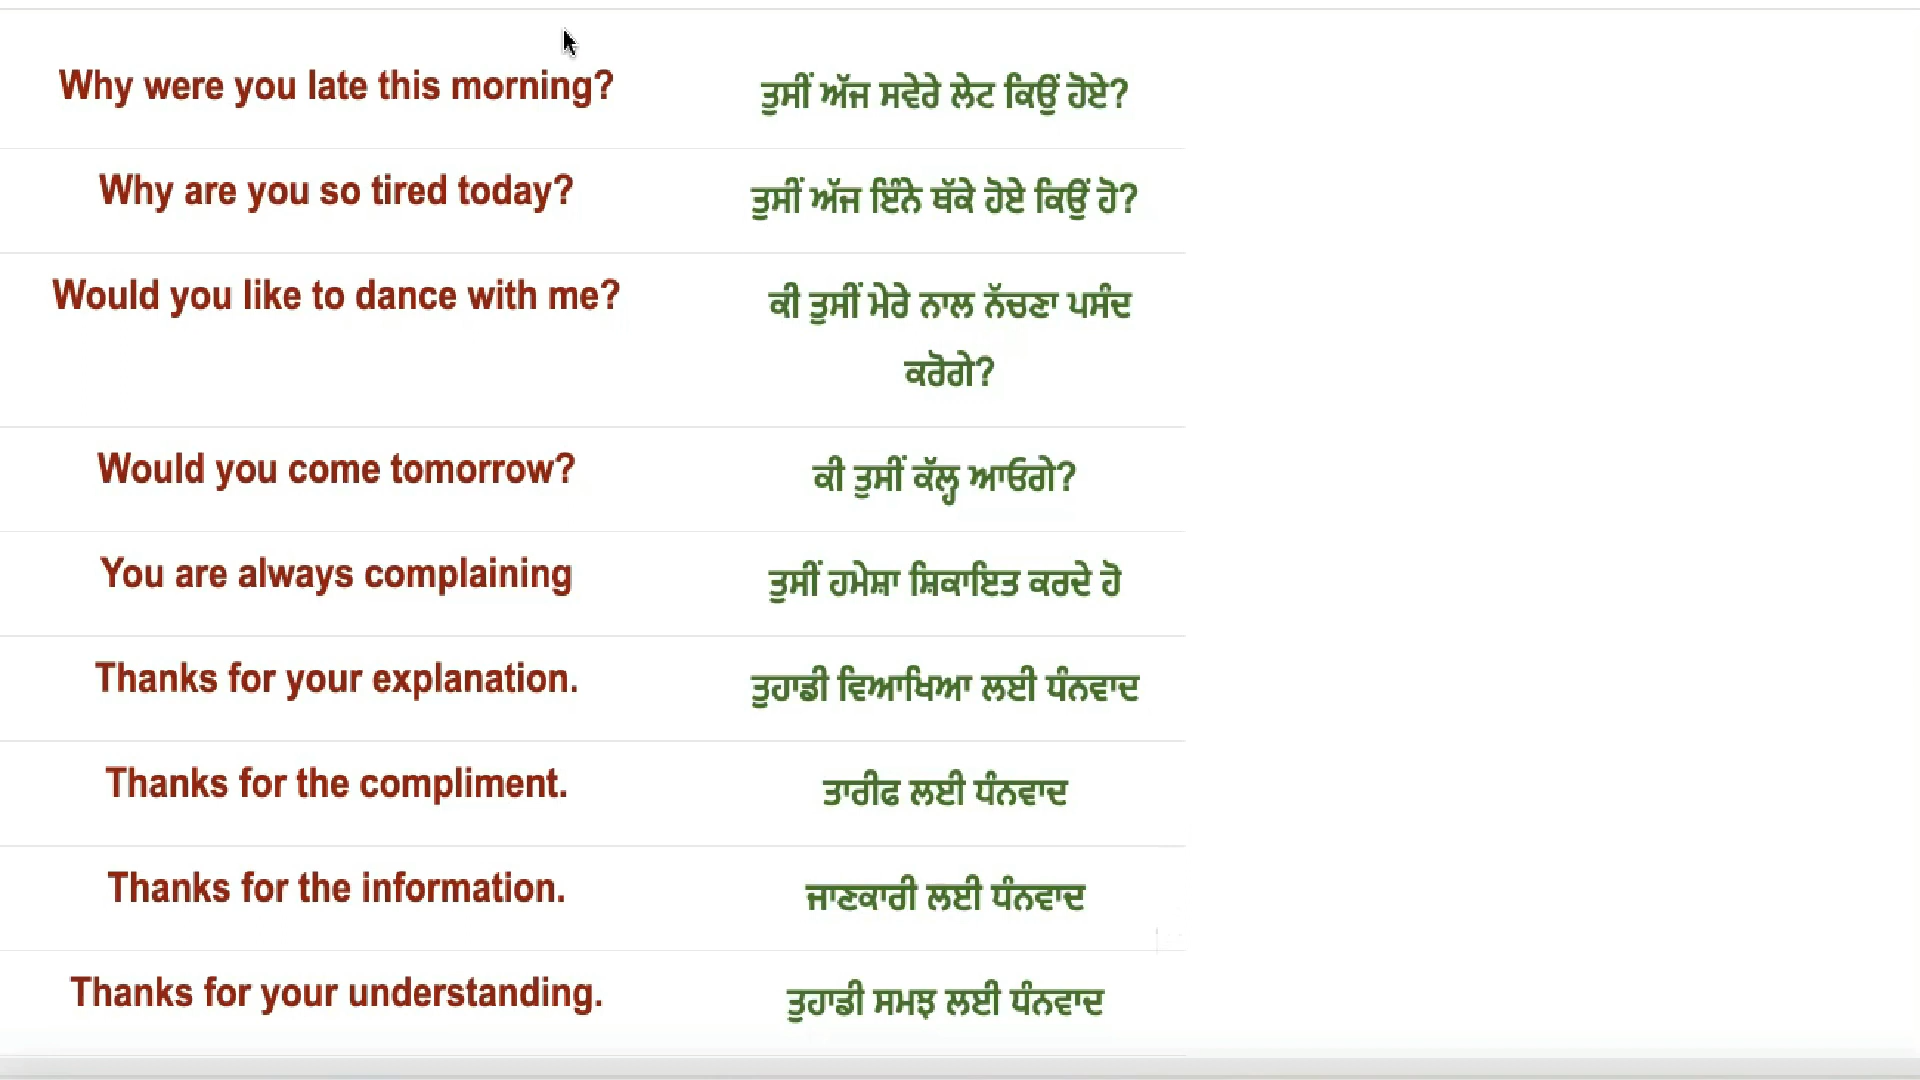 Why were you late this morning? ਤੁਸੀਂ ਅੱਜ ਸਵੇਰੇ ਲੇਟ ਕਿਉਂ ਹੋਏ?
Why are you so tired today? ਤੁਸੀਂ ਅੱਜ ਇੰਨੇ ਥੱਕੇ ਹੋਏ ਕਿਉਂ ਹੋ?
Would you like to dance with me? ਕੀ ਤੁਸੀਂ ਮੇਰੇ ਨਾਲ ਨੱਚਣਾ ਪਸੰਦ
ਕਰੋਗੇ?
Would you come tomorrow? ਕੀ ਤੁਸੀਂ ਕੱਲ੍ਹ ਆਓਗੇ?
You are always complaining ਤੁਸੀਂ ਹਮੇਸ਼ਾ ਸ਼ਿਕਾਇਤ ਕਰਦੇ ਹੋ
Thanks for your explanation. ਤੁਹਾਡੀ ਵਿਆਖਿਆ ਲਈ ਧੰਨਵਾਦ
Thanks for the compliment. ਤਾਰੀਫ ਲਈ ਧੰਨਵਾਦ
Thanks for the information. ਜਾਣਕਾਰੀ ਲਈ ਧੰਨਵਾਦ
Thanks for your understanding. ਤੁਹਾਡੀ ਸਮਝ ਲਈ ਧੰਨਵਾਦ